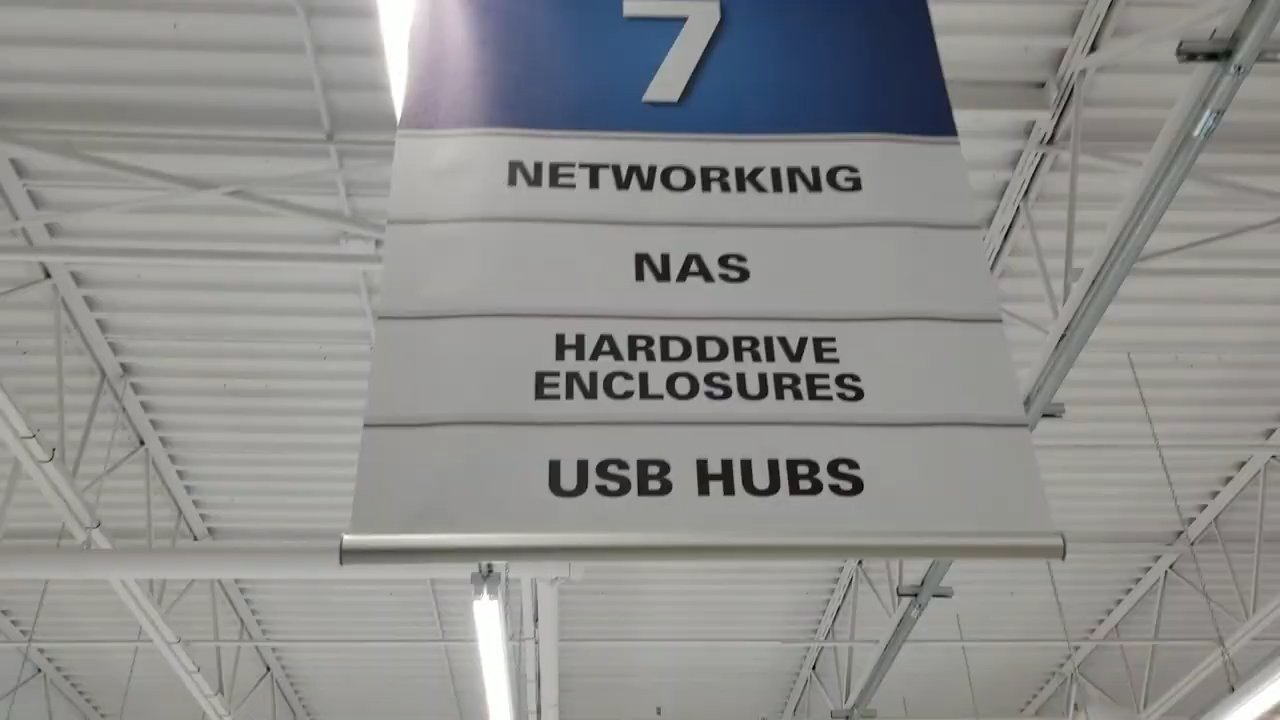 7
NETWORKING
NAS
HARDDRIVE
ENCLOSURES
USB HUBS